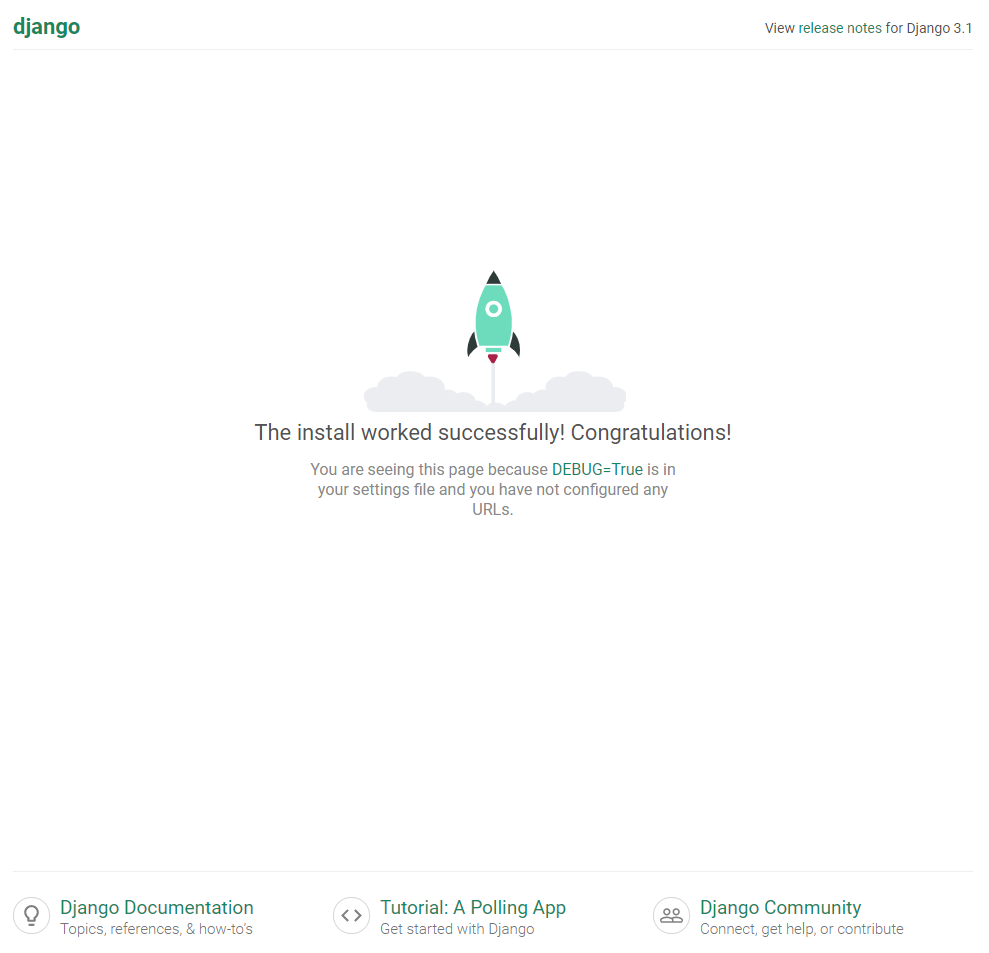 django
View release notes for Django 3.1
The install worked successfully! Congratulations!
You are seeing this page because DEBUG=True is in
your settings file and you have not configured any
URLs.
Django Documentation
Topics, references, & how-to’s
Tutorial: A Polling App
Get started with Django
Django Community
Connect, get help, or contribute